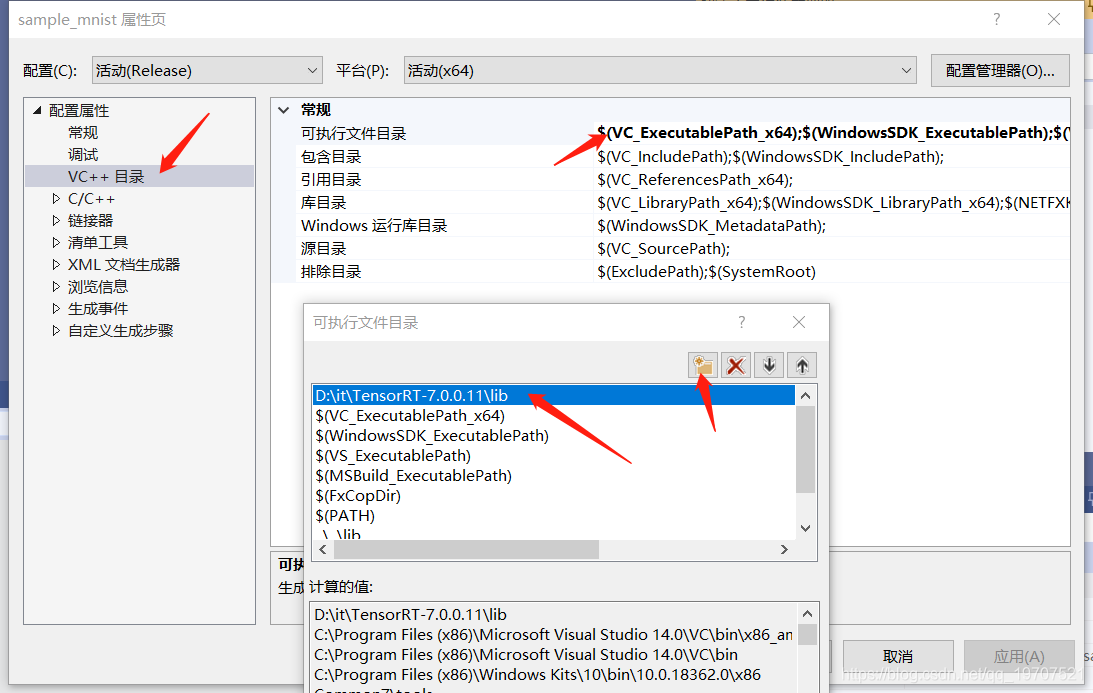 sample_mnist 属性页
配置(C): 活动(Release) 平台(P): 活动(x64) 配置管理器(O)...
配置属性
常规
调试
VC++ 目录
C/C++
链接器
清单工具
XML 文档生成器
浏览信息
生成事件
自定义生成步骤
常规
可执行文件目录 $(VC_ExecutablePath_x64);$(WindowsSDK_ExecutablePath);$(
包含目录 $(VC_IncludePath);$(WindowsSDK_IncludePath);
引用目录 $(VC_ReferencesPath_x64);
库目录 $(VC_LibraryPath_x64);$(WindowsSDK_LibraryPath_x64);$(NETFXK
Windows 运行库目录 $(WindowsSDK_MetadataPath);
源目录 $(VC_SourcePath);
排除目录 $(ExcludePath);$(SystemRoot)
可执行文件目录
D:\it\TensorRT-7.0.0.11\lib
$(VC_ExecutablePath_x64)
$(WindowsSDK_ExecutablePath)
$(VS_ExecutablePath)
$(MSBuild_ExecutablePath)
$(FxCopDir)
$(PATH)
..\..\lib
可执
生成
计算的值:
D:\it\TensorRT-7.0.0.11\lib
C:\Program Files (x86)\Microsoft Visual Studio 14.0\VC\bin\x86_am
C:\Program Files (x86)\Microsoft Visual Studio 14.0\VC\bin
C:\Program Files (x86)\Windows Kits\10\bin\10.0.18362.0\x86
Common7\tools
取消
应用(A)
https://blog.csdn.net/qq_19707521